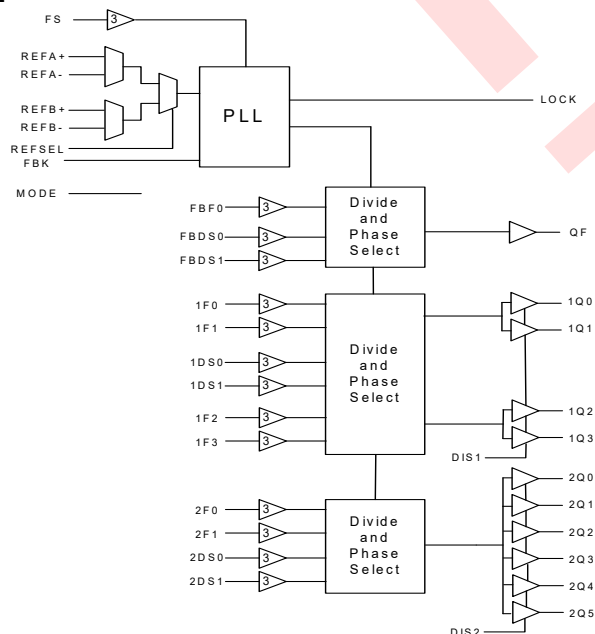 FS 3
REFA+
REFA-
REFB+
REFB-
REFSEL
FBK
PLL
LOCK
MODE
FBF0 3
FBDS0 3
FBDS1 3
Divide
and
Phase
Select
QF
1F0 3
1F1 3
1DS0 3
1DS1 3
1F2 3
1F3 3
Divide
and
Phase
Select
1Q0
1Q1
1Q2
1Q3
DIS1
2F0 3
2F1 3
2DS0 3
2DS1 3
Divide
and
Phase
Select
2Q0
2Q1
2Q2
2Q3
2Q4
2Q5
DIS2